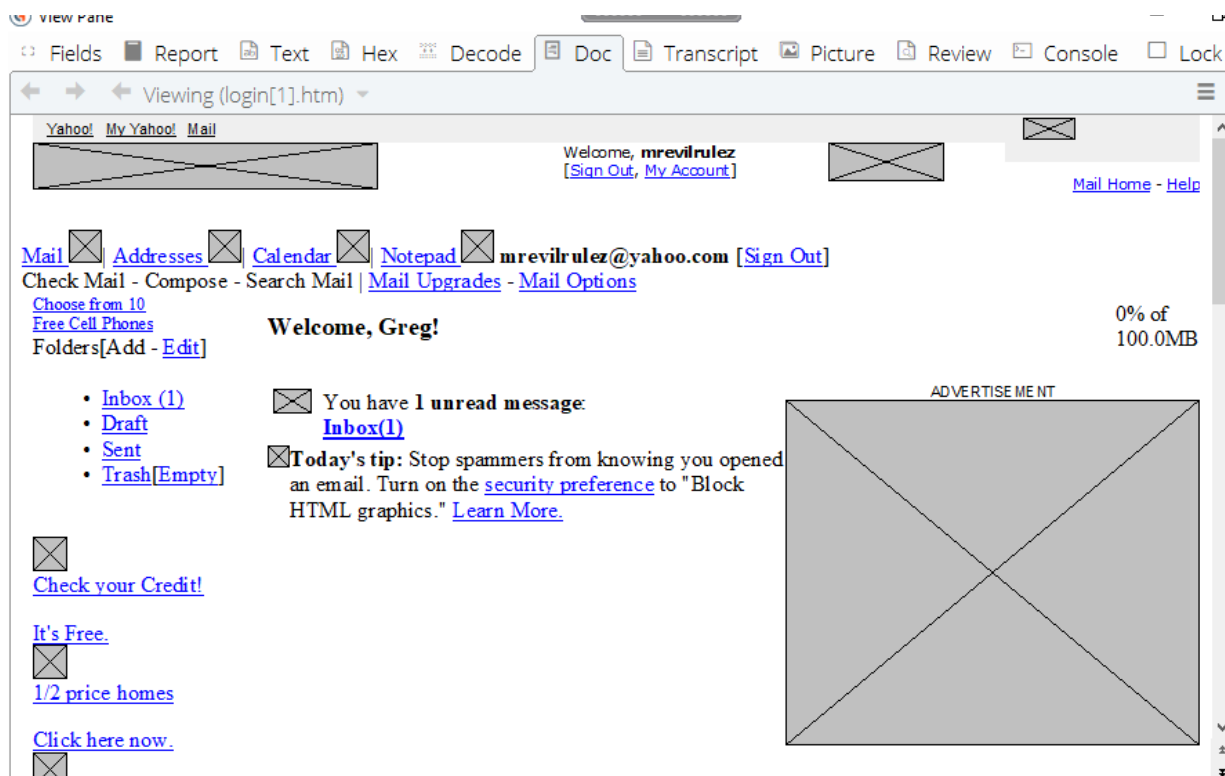 View Pane
Fields Report Text Hex Decode Doc Transcript Picture Review Console Lock
Viewing (login[1].htm)
Yahoo! My Yahoo! Mail
Welcome, mrevilrulez
[Sign Out, My Account]
Mail Home - Help
Mail | Addresses | Calendar | Notepad mrevilrulez@yahoo.com [Sign Out]
Check Mail - Compose - Search Mail | Mail Upgrades - Mail Options
Choose from 10
Free Cell Phones
Folders[Add - Edit]
Welcome, Greg!
0% of
100.0MB
• Inbox (1)
• Draft
• Sent
• Trash[Empty]
You have 1 unread message:
Inbox(1)
Today's tip: Stop spammers from knowing you opened
an email. Turn on the security preference to "Block
HTML graphics." Learn More.
ADVERTISEMENT
Check your Credit!
It's Free.
1/2 price homes
Click here now.